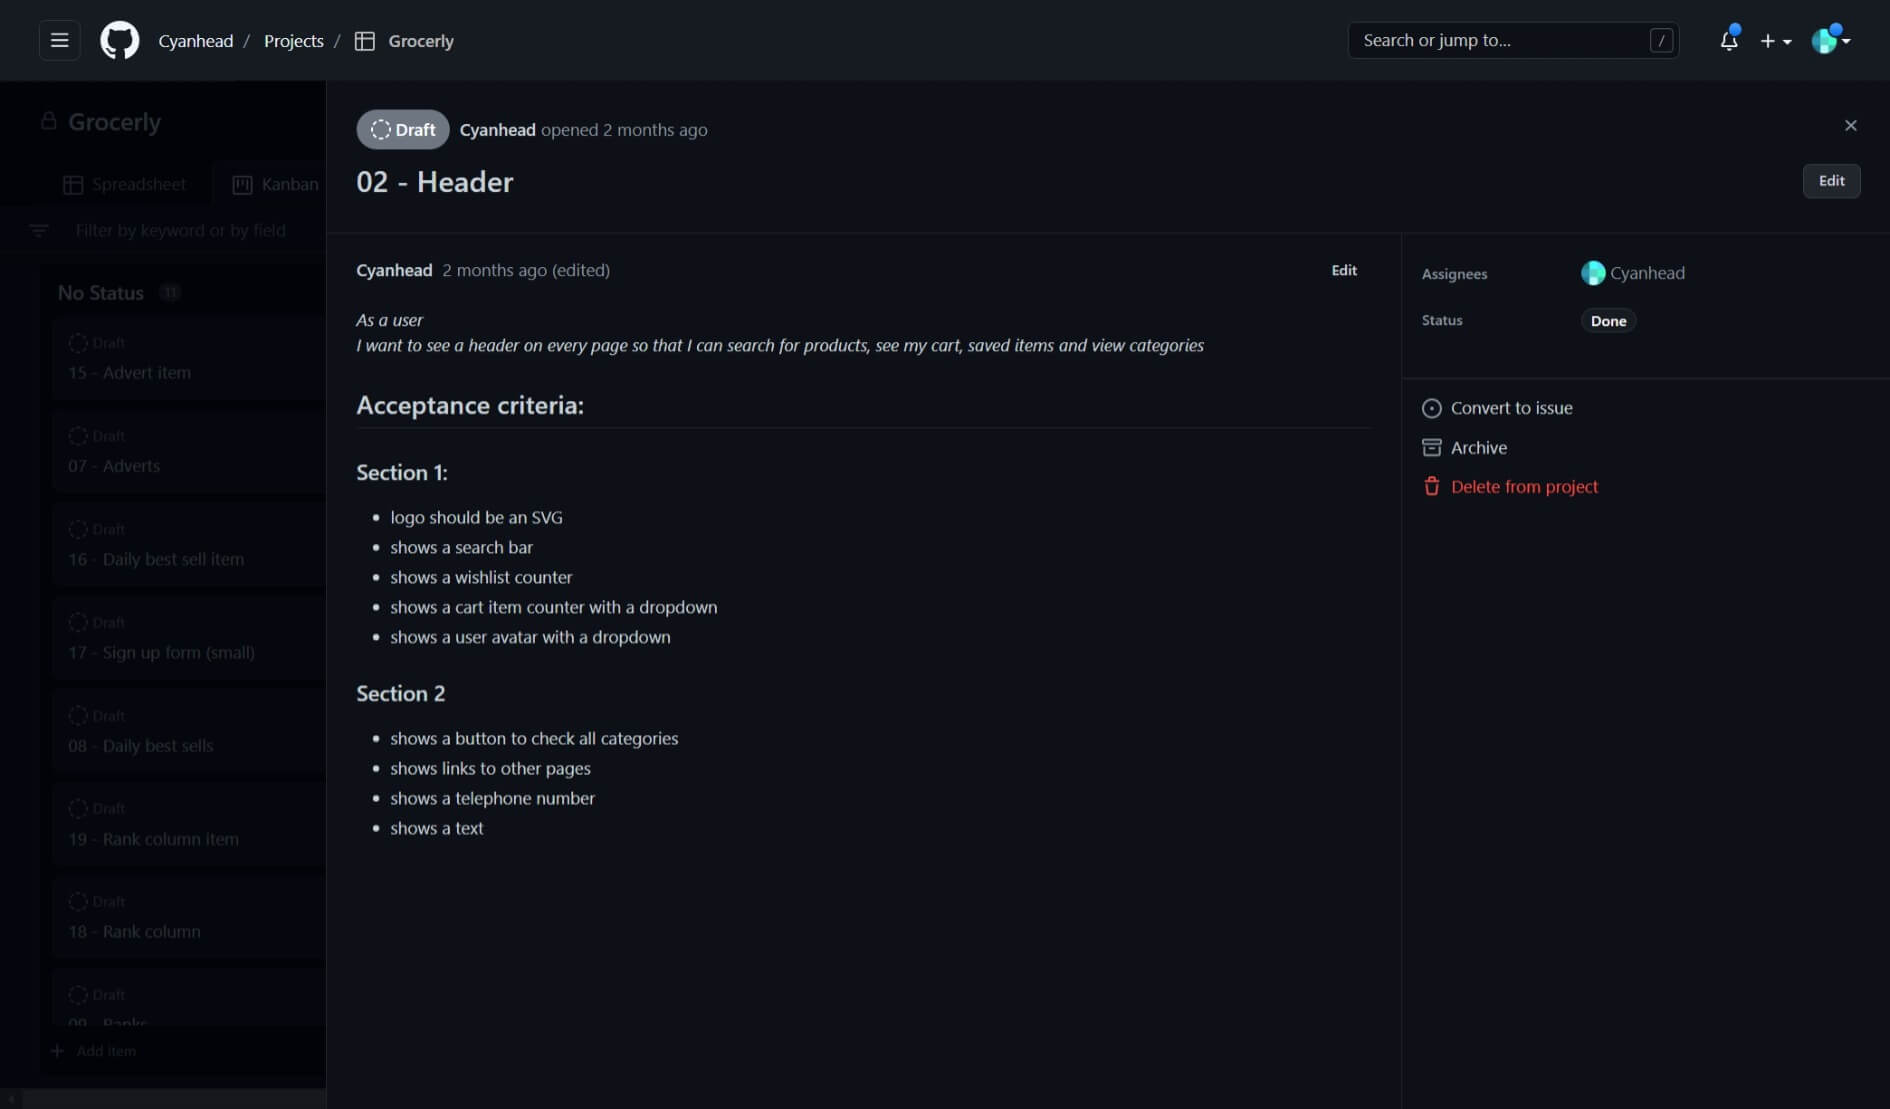 Cyanhead / Projects / Grocerly
Search or jump to... /
Grocerly
Spreadsheet
Kanban
Filter by keyword or by field
No Status 11
Draft
15 - Advert item
Draft
07 - Adverts
Draft
16 - Daily best sell item
Draft
17 - Sign up form (small)
Draft
08 - Daily best sells
Draft
19 - Rank column item
Draft
18 - Rank column
Draft
09 - Ranks
Add item
Draft Cyanhead opened 2 months ago
02 - Header
Edit
Cyanhead 2 months ago (edited)
Edit
As a user
I want to see a header on every page so that I can search for products, see my cart, saved items and view categories
Acceptance criteria:
Section 1:
• logo should be an SVG
• shows a search bar
• shows a wishlist counter
• shows a cart item counter with a dropdown
• shows a user avatar with a dropdown
Section 2
• shows a button to check all categories
• shows links to other pages
• shows a telephone number
• shows a text
Assignees Cyanhead
Status Done
Convert to issue
Archive
Delete from project